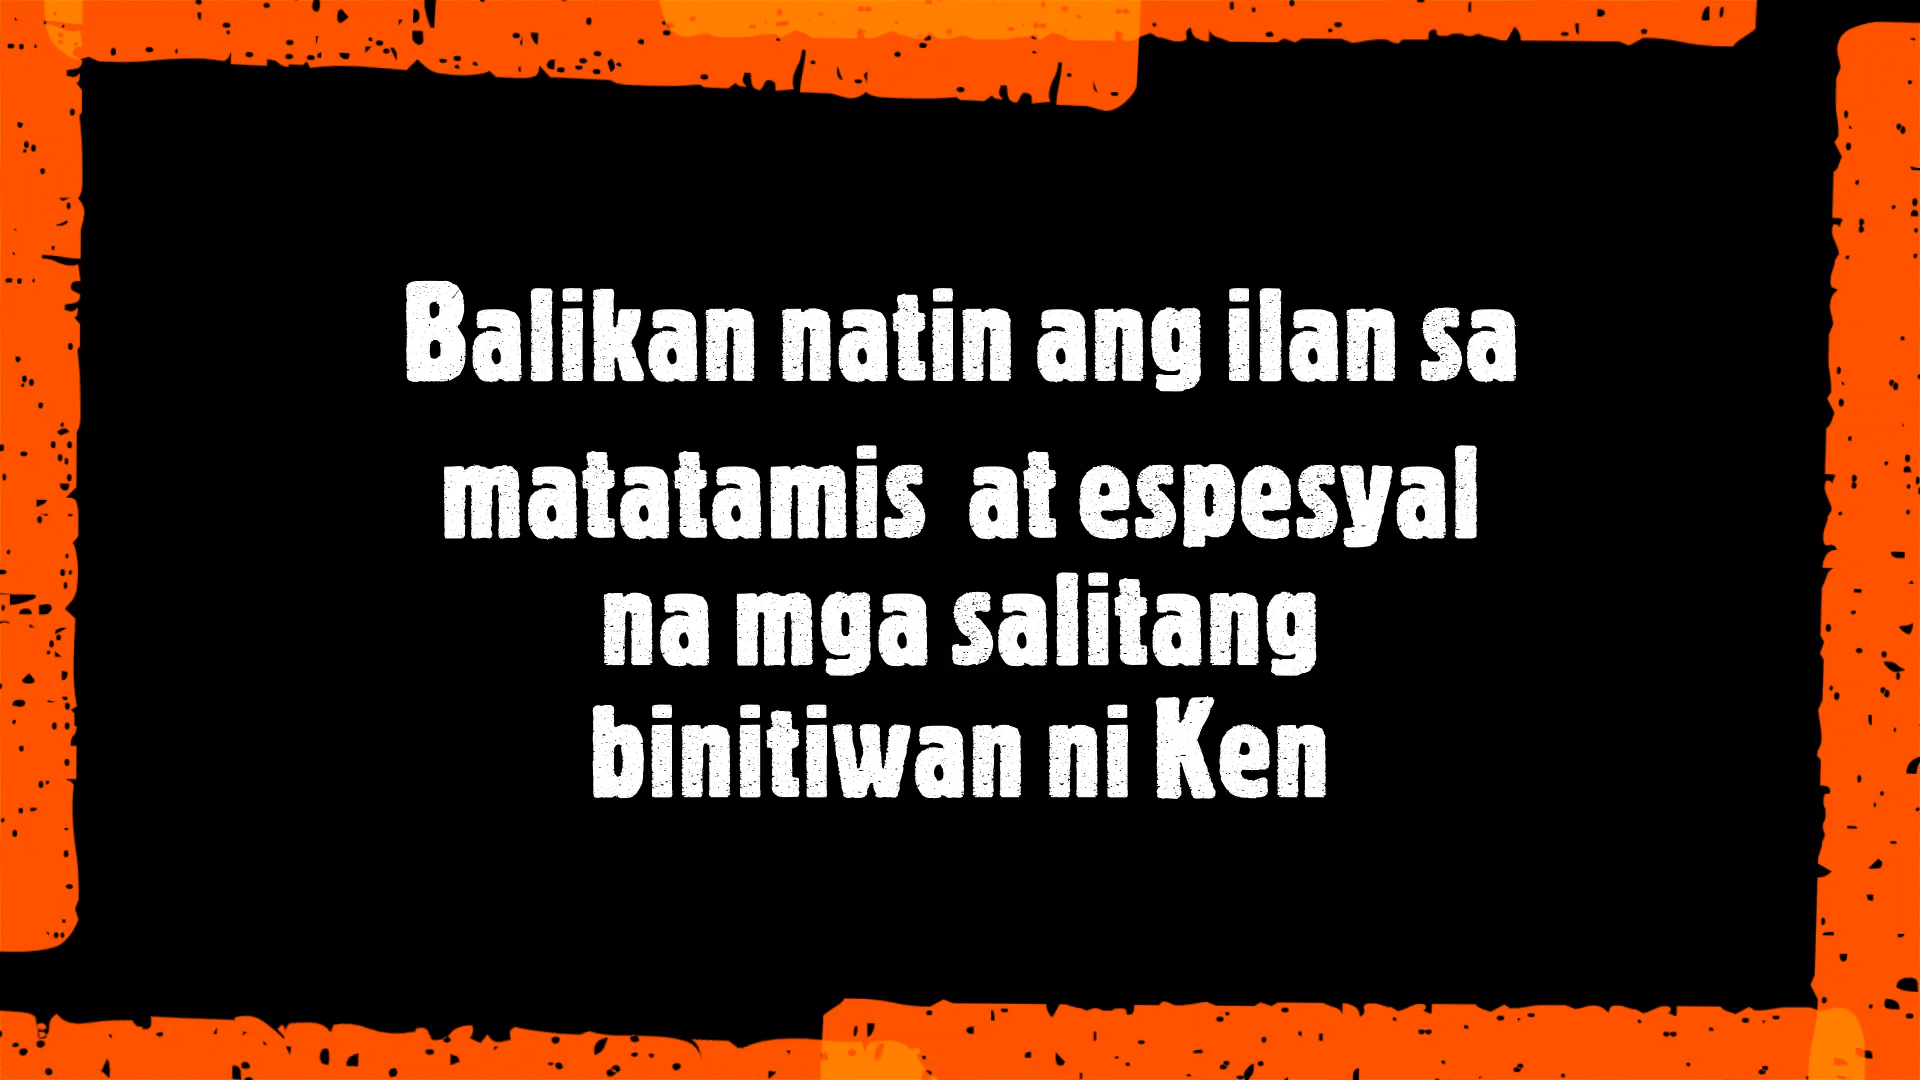 Balikan natin ang ilan sa
matatamis  at espesyal
na mga salitang
binitiwan ni Ken